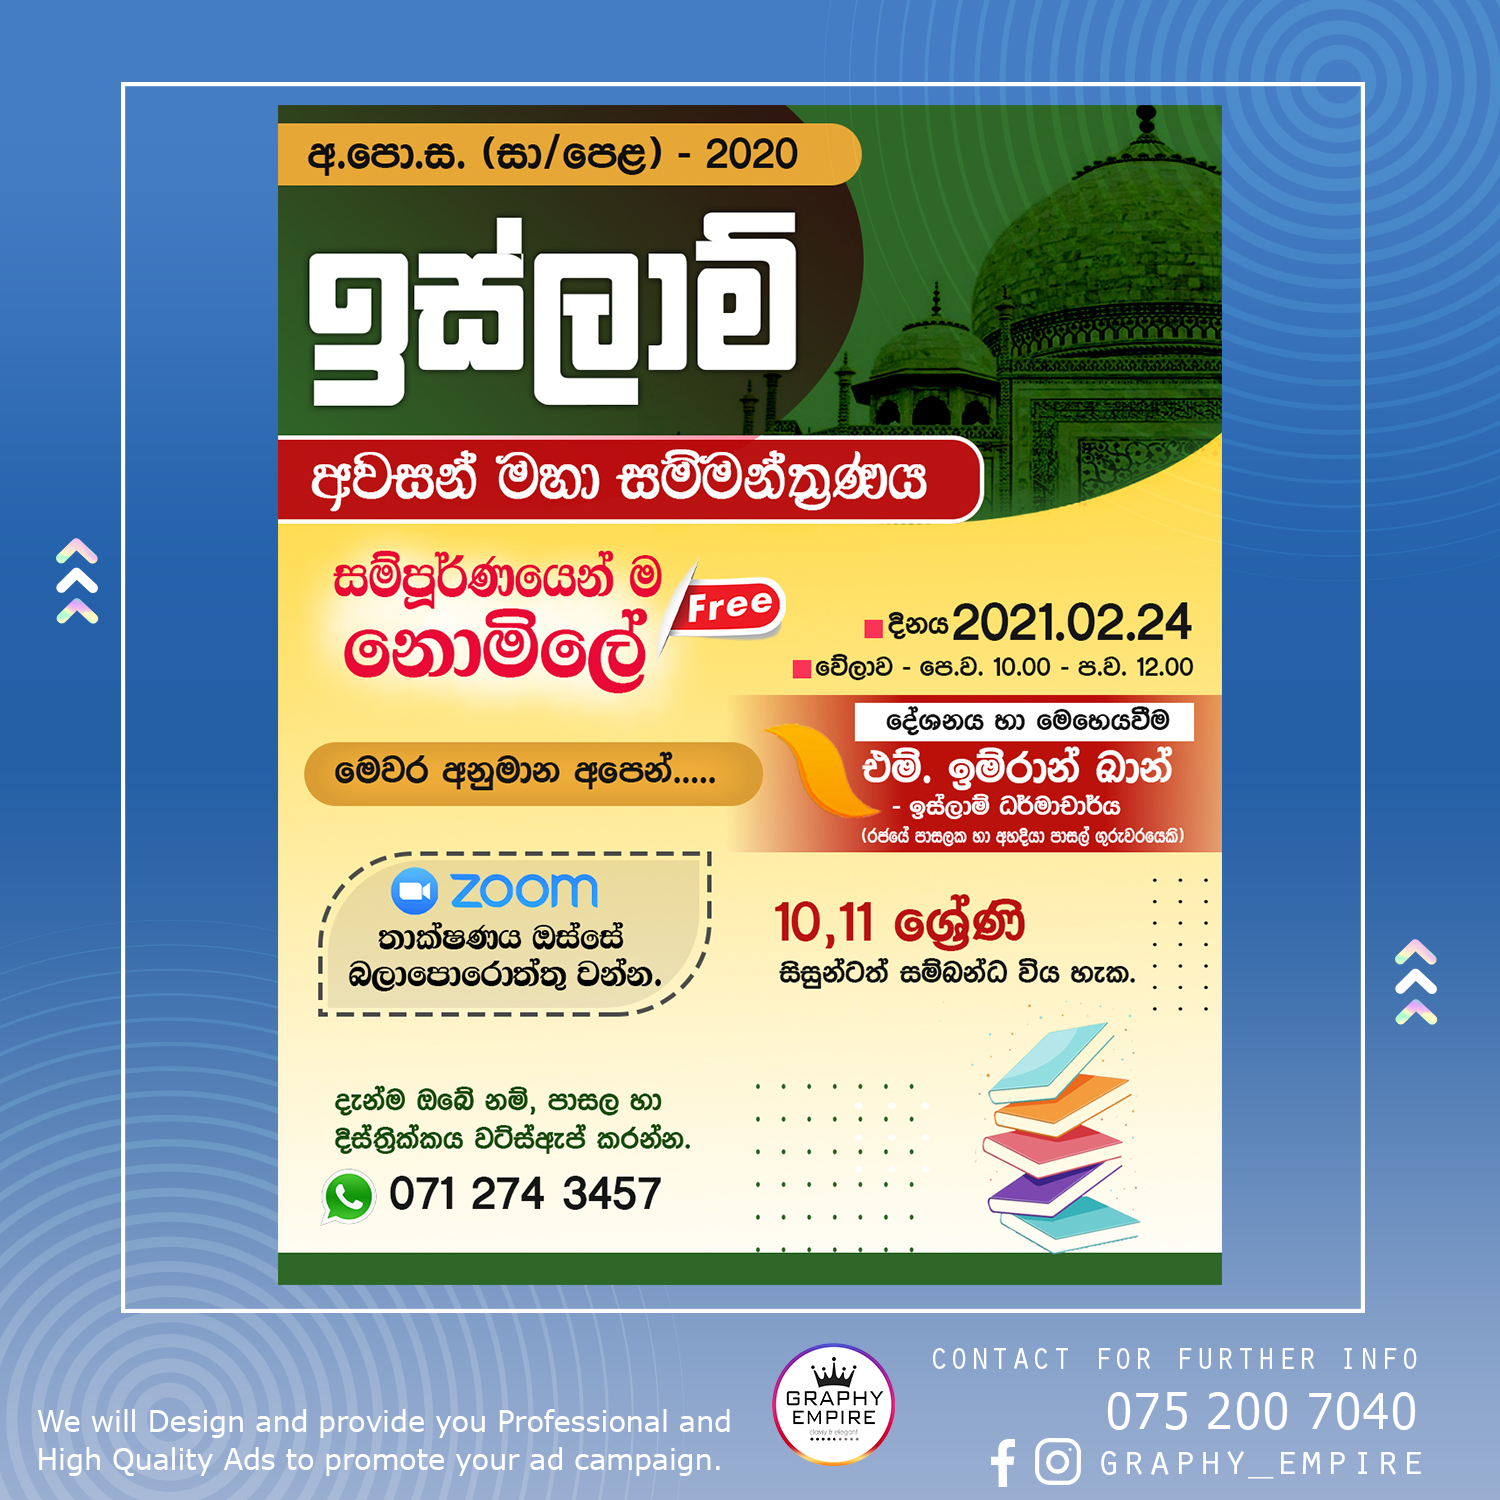 අ.පො.ස. (සා/පෙළ) - 2020
ඉස්ලාම්
අවසන් මහා සම්මන්ත්‍රණය
සම්පූර්ණයෙන් ම
නොමිලේ
Free
දිනය 2021.02.24
වේලාව - පෙ.ව. 10.00 - ප.ව. 12.00
දේශනය හා මෙහෙයවීම
එම්. ඉම්රාන් ඛාන්
- ඉස්ලාම් ධර්මාචාර්ය
(රජයේ පාසලක හා අහදියා පාසල් ගුරුවරයෙකි)
මෙවර අනුමාන අපෙන්.....
zoom
තාක්ෂණය ඔස්සේ
බලාපොරොත්තු වන්න.
10,11 ශ්‍රේණි
සිසුන්ටත් සම්බන්ධ විය හැක.
දැන්ම ඔබේ නම්, පාසල හා
දිස්ත්‍රික්කය වට්ස්ඇප් කරන්න.
071 274 3457
We will Design and provide you Professional and
High Quality Ads to promote your ad campaign.
GRAPHY
EMPIRE
classy & elegant
CONTACT FOR FURTHER INFO
075 200 7040
GRAPHY_EMPIRE